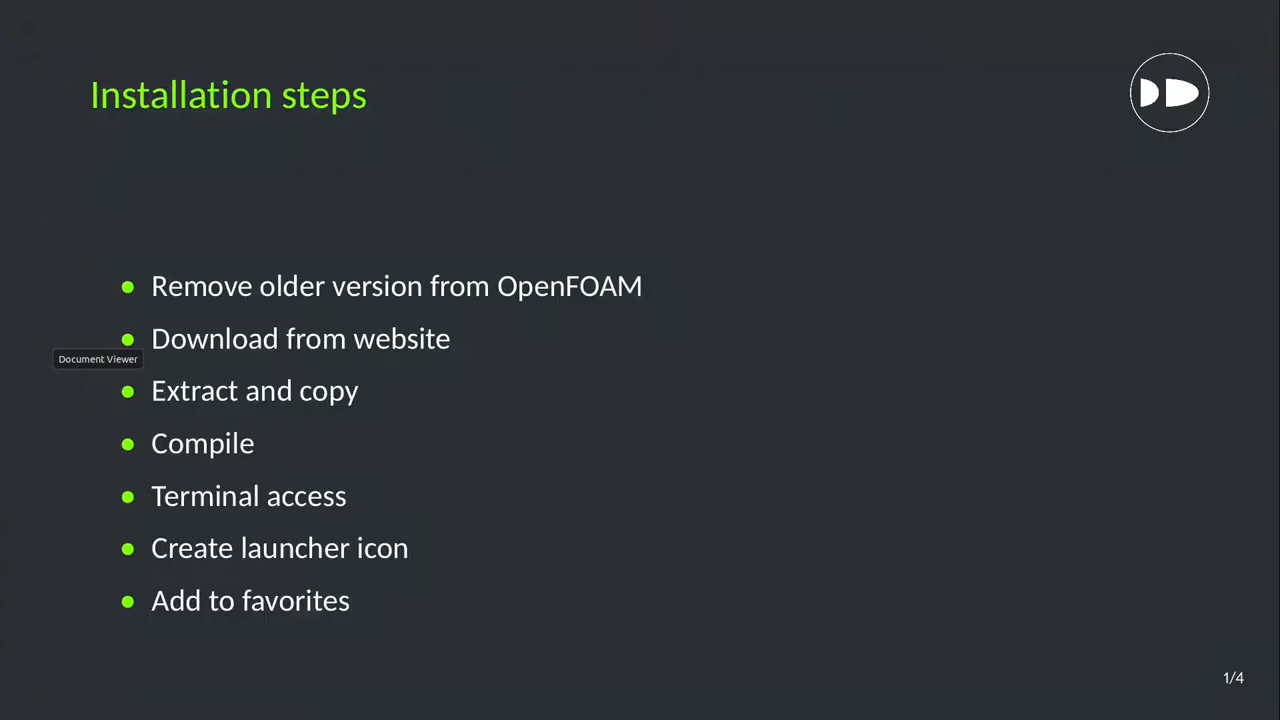 Installation steps
Remove older version from OpenFOAM
Download from website
Document Viewer
Extract and copy
Compile
Terminal access
Create launcher icon
Add to favorites
1/4